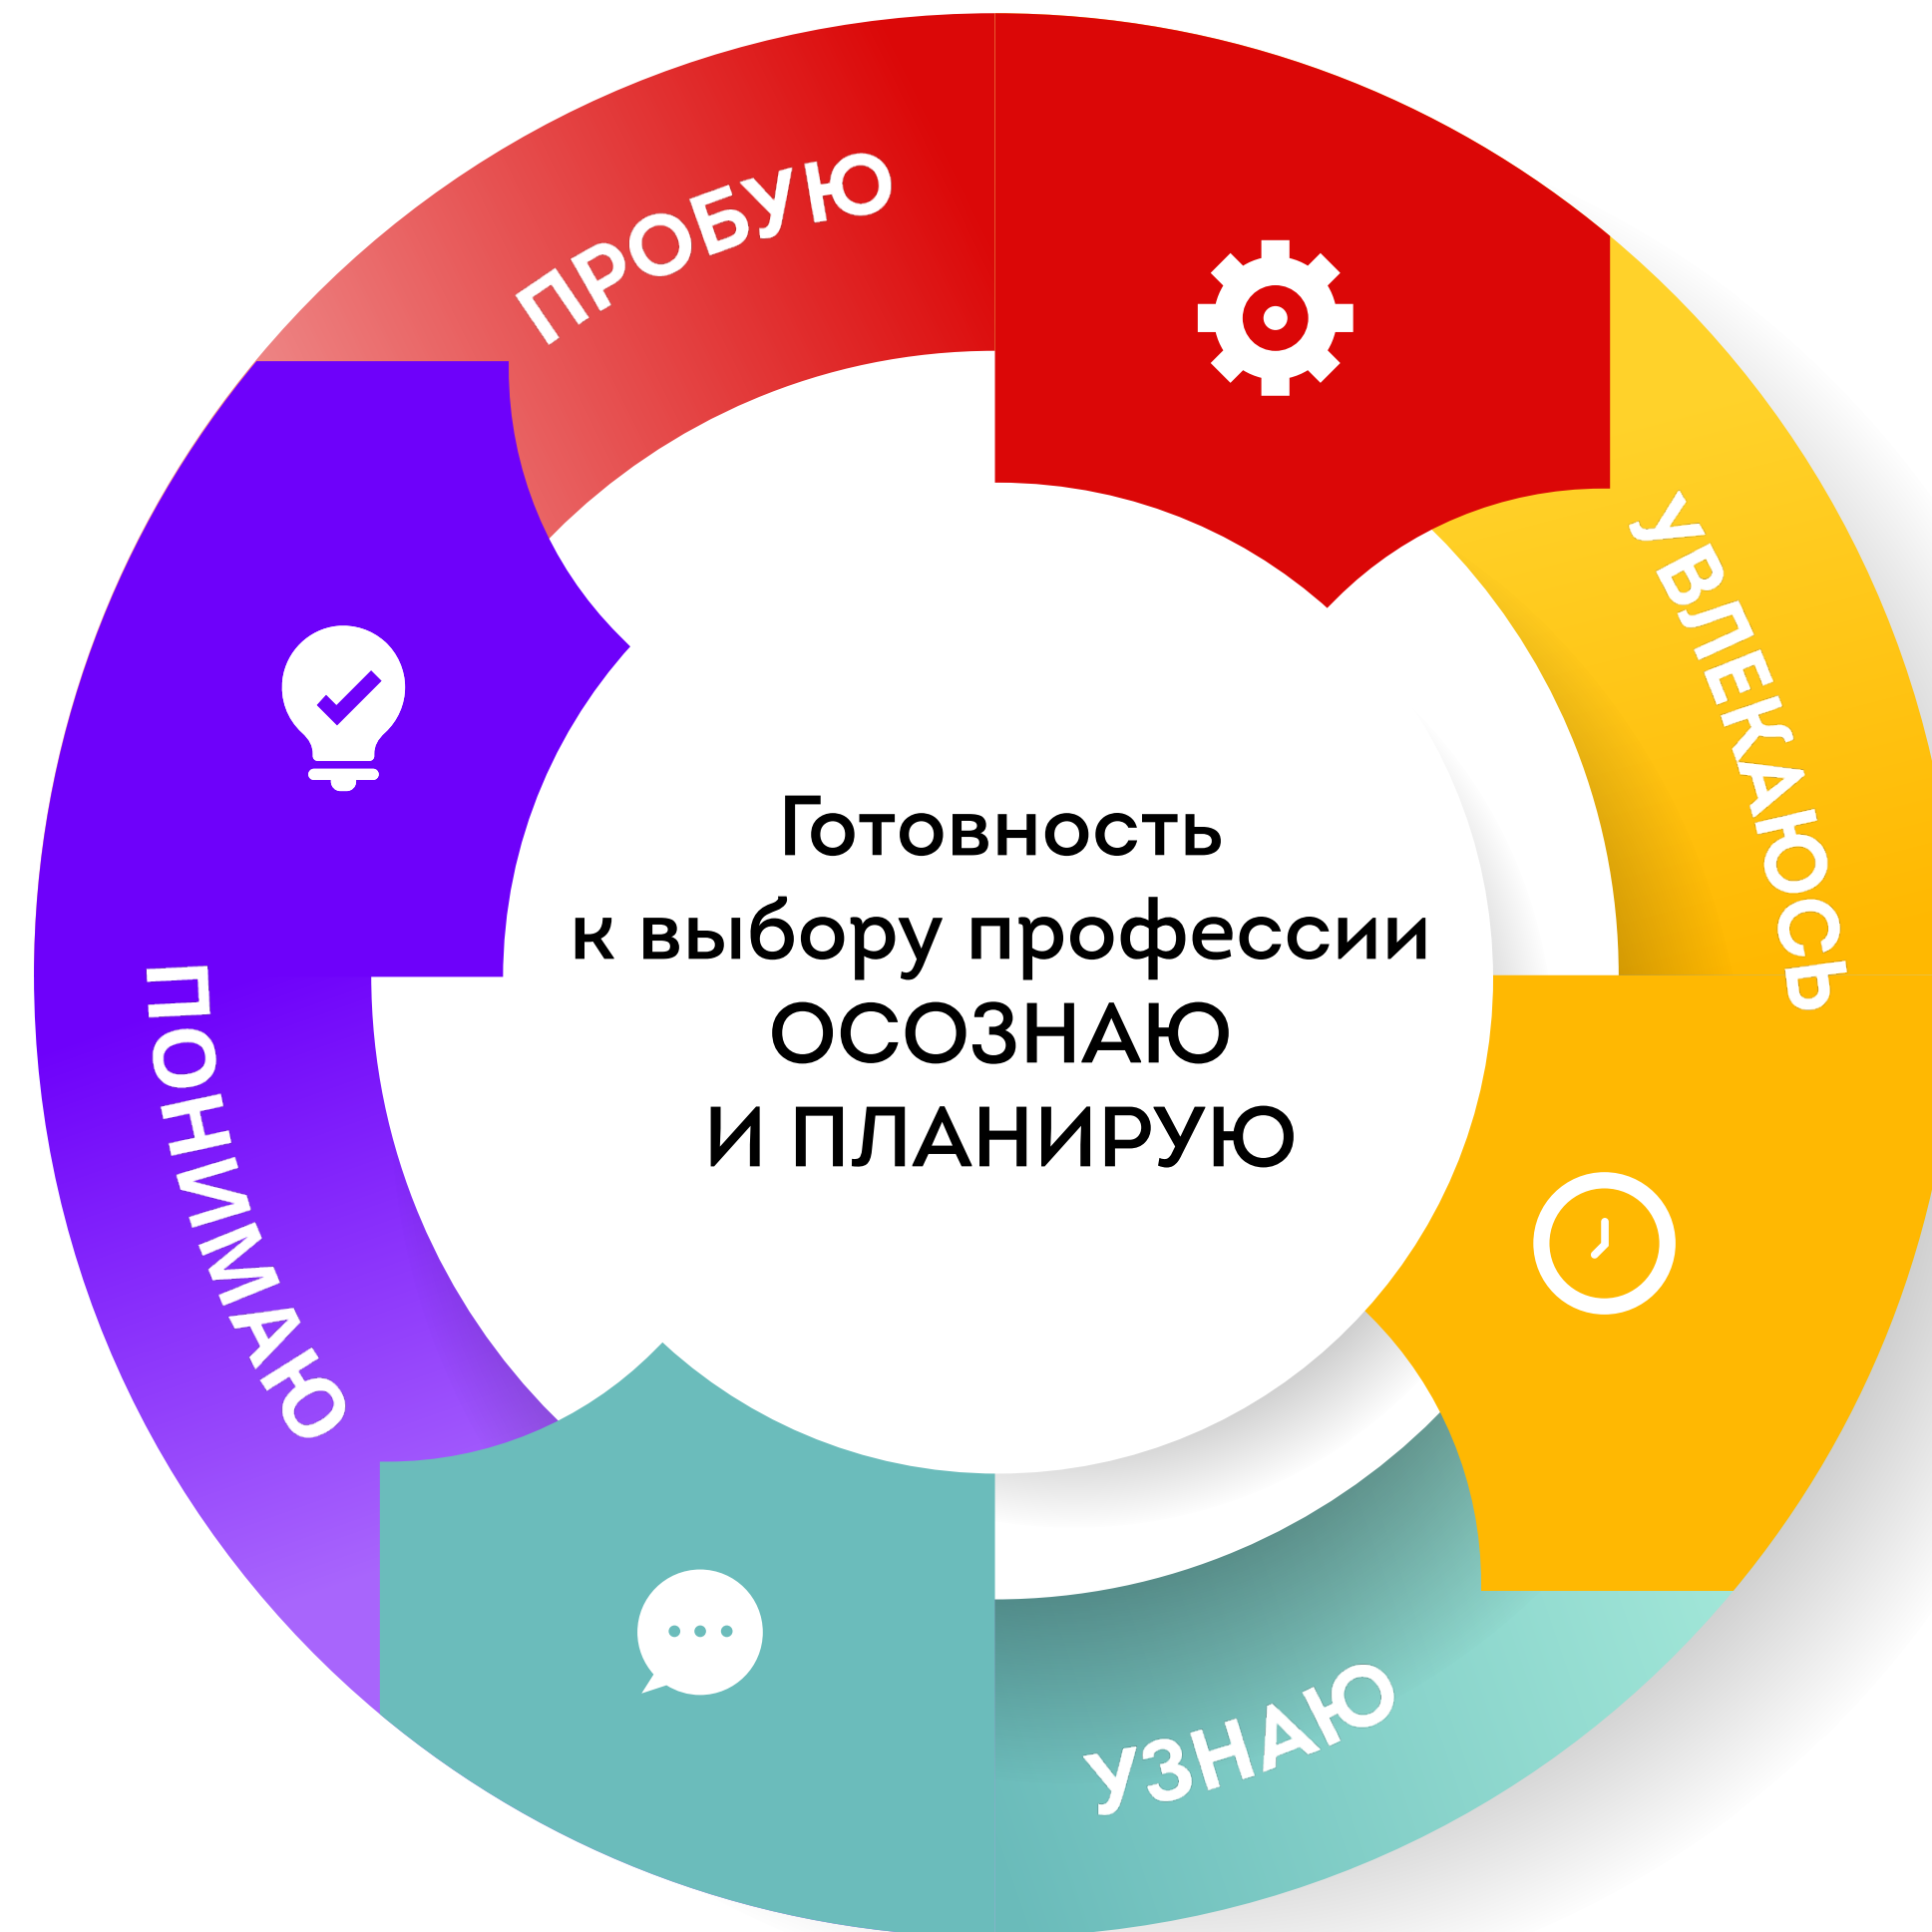 ПРОБУЮ
УВЛЕКАЮСЬ
Готовность
к выбору профессии
ОСОЗНАЮ
И ПЛАНИРУЮ
ПОНИМАЮ
УЗНАЮ